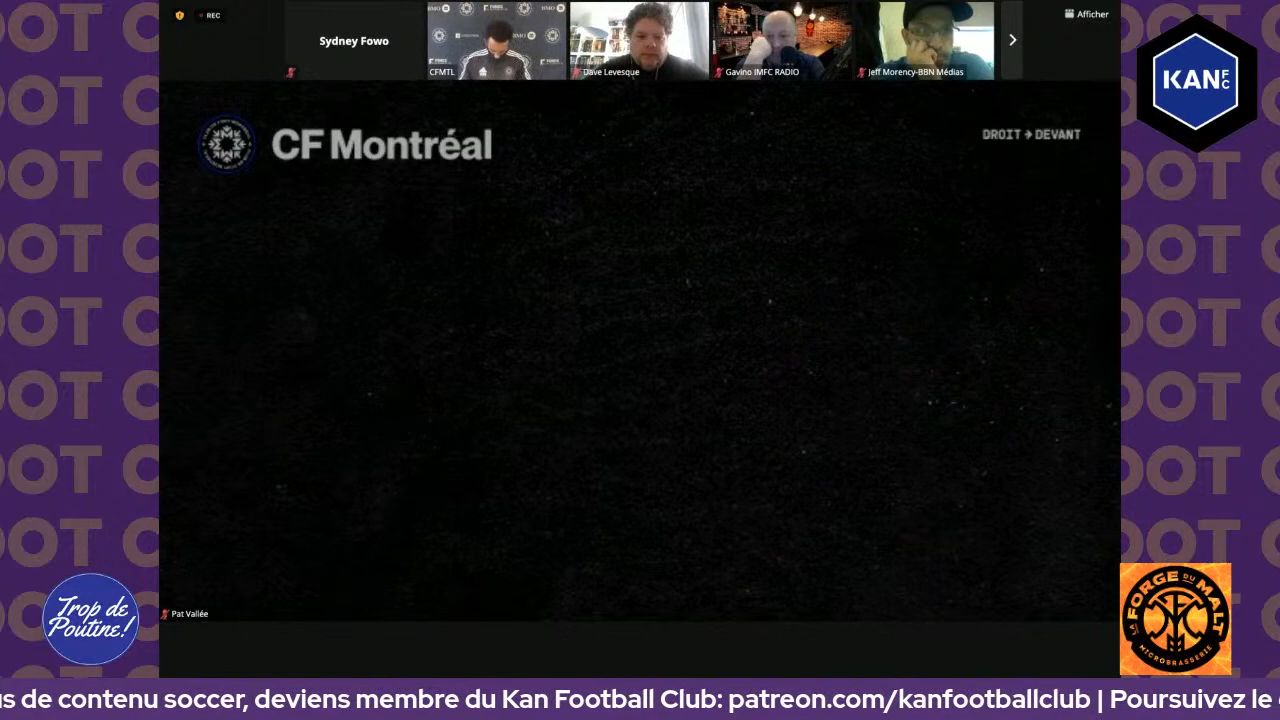 REC
Sydney Fowo
CFMTL
Dave Levesque
Gavino IMFC RADIO
Jeff Morency-BBN Médias
Afficher
KAN FC
CF Montréal
DROIT → DEVANT
Pat Vallée
Trop de
Poutine!
LA FORGE DU MALT
MICROBRASSERIE
us de contenu soccer, deviens membre du Kan Football Club: patreon.com/kanfootballclub | Poursuivez le